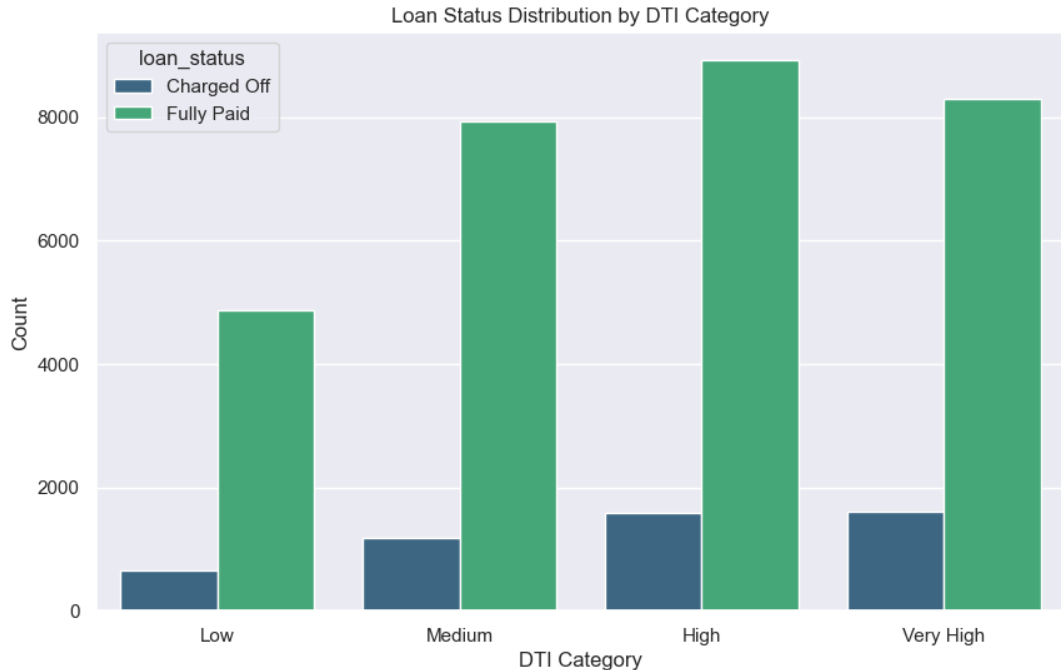 Loan Status Distribution by DTI Category
loan_status
Charged Off
Fully Paid
Count
8000
6000
4000
2000
0
Low Medium High Very High
DTI Category